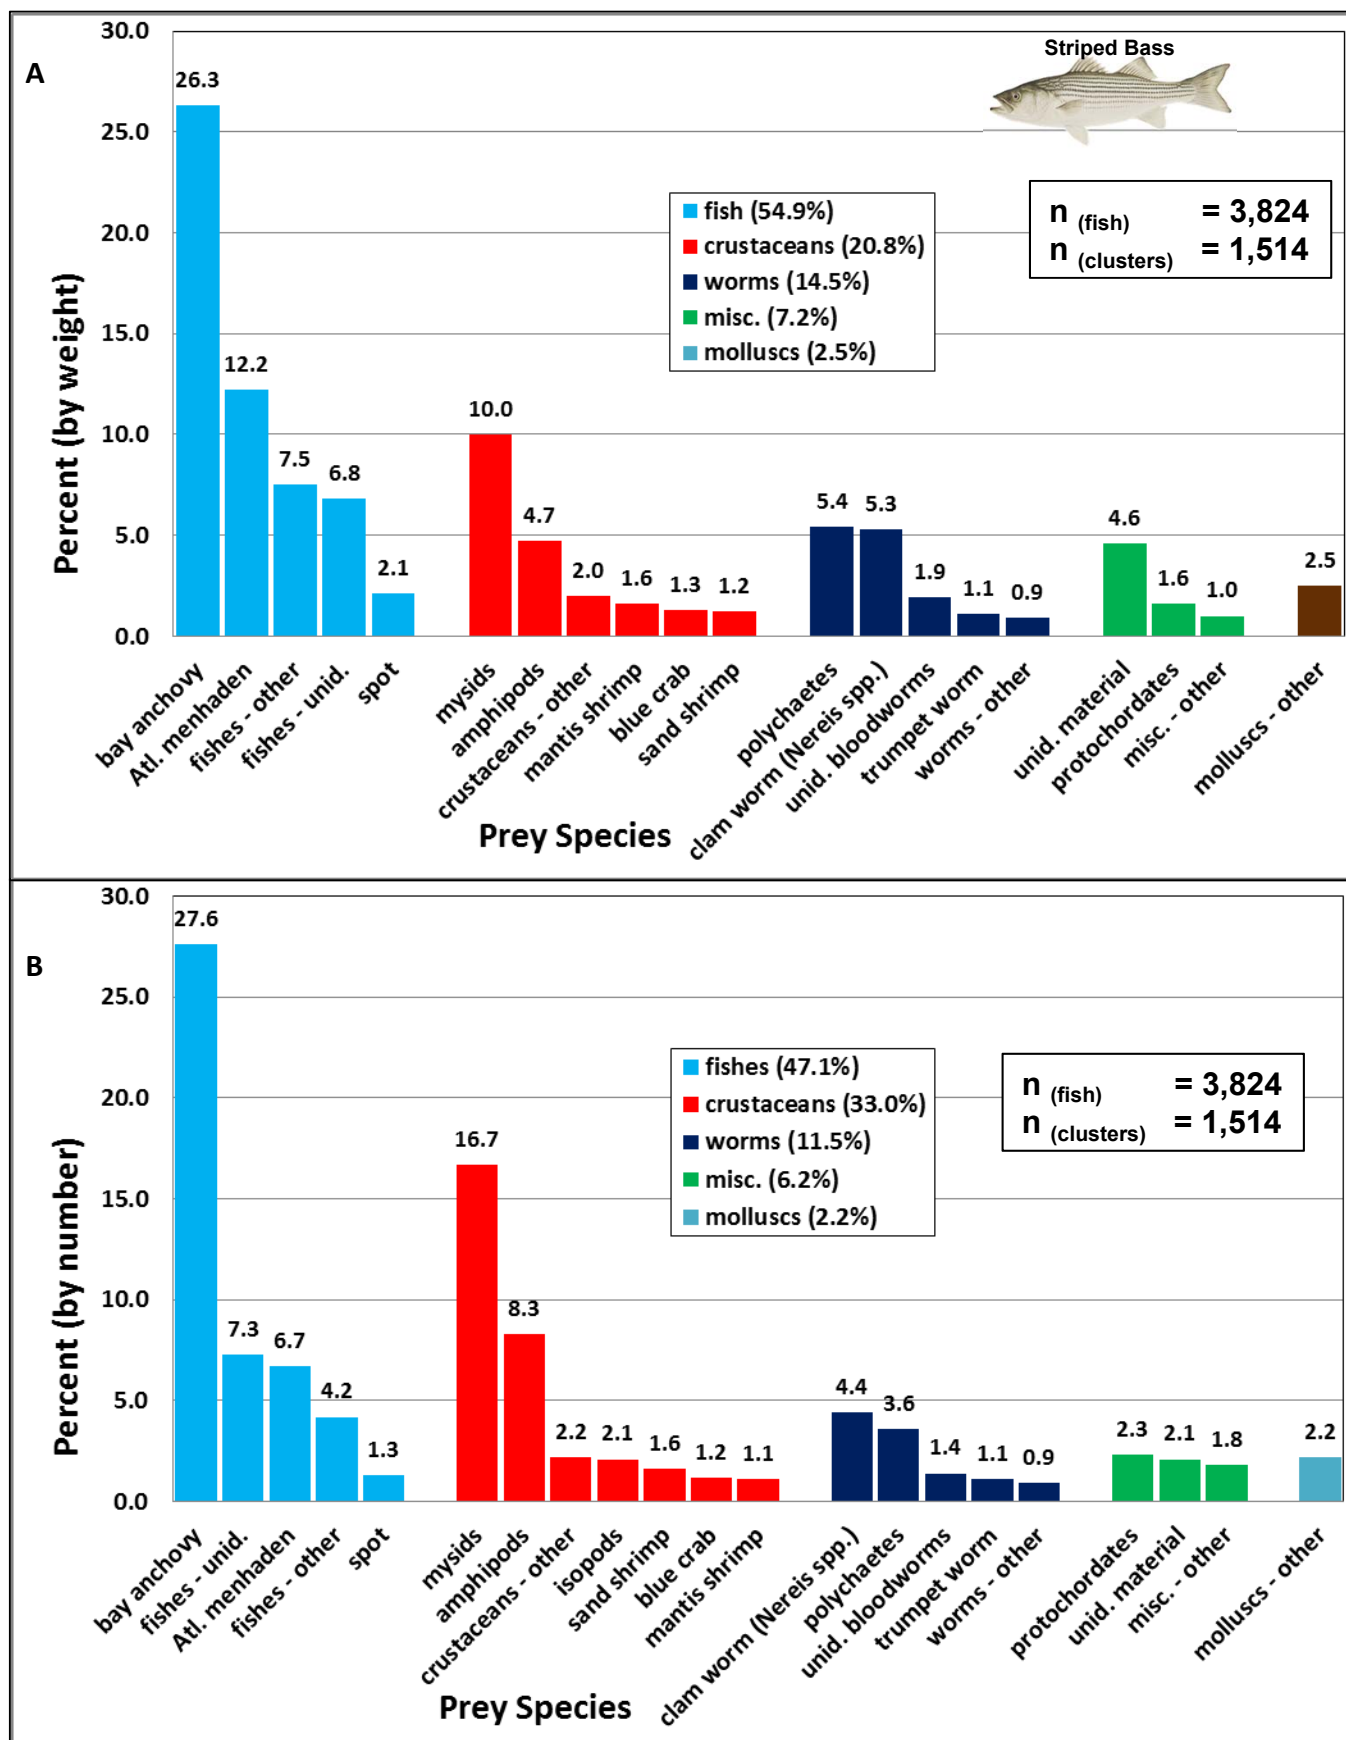 A
Striped Bass
30.0
25.0
20.0
15.0
10.0
5.0
0.0
Percent (by weight)
26.3
12.2
7.5
6.8
2.1
10.0
4.7
2.0
1.6
1.3
1.2
5.4
5.3
1.9
1.1
0.9
4.6
1.6
1.0
2.5
fish (54.9%)
crustaceans (20.8%)
worms (14.5%)
misc. (7.2%)
molluscs (2.5%)
n (fish) = 3,824
n (clusters) = 1,514
bay anchovy
Atl. menhaden
fishes - other
fishes - unid.
spot
mysids
amphipods
crustaceans - other
mantis shrimp
blue crab
sand shrimp
polychaetes
clam worm (Nereis spp.)
unid. bloodworms
trumpet worm
worms - other
unid. material
protochordates
misc. - other
molluscs - other
Prey Species
B
30.0
25.0
20.0
15.0
10.0
5.0
0.0
Percent (by number)
27.6
7.3
6.7
4.2
1.3
16.7
8.3
2.2
2.1
1.6
1.2
1.1
4.4
3.6
1.4
1.1
0.9
2.3
2.1
1.8
2.2
fishes (47.1%)
crustaceans (33.0%)
worms (11.5%)
misc. (6.2%)
molluscs (2.2%)
n (fish) = 3,824
n (clusters) = 1,514
bay anchovy
fishes - unid.
Atl. menhaden
fishes - other
spot
mysids
amphipods
crustaceans - other
isopods
sand shrimp
blue crab
mantis shrimp
clam worm (Nereis spp.)
polychaetes
unid. bloodworms
trumpet worm
worms - other
protochordates
unid. material
misc. - other
molluscs - other
Prey Species